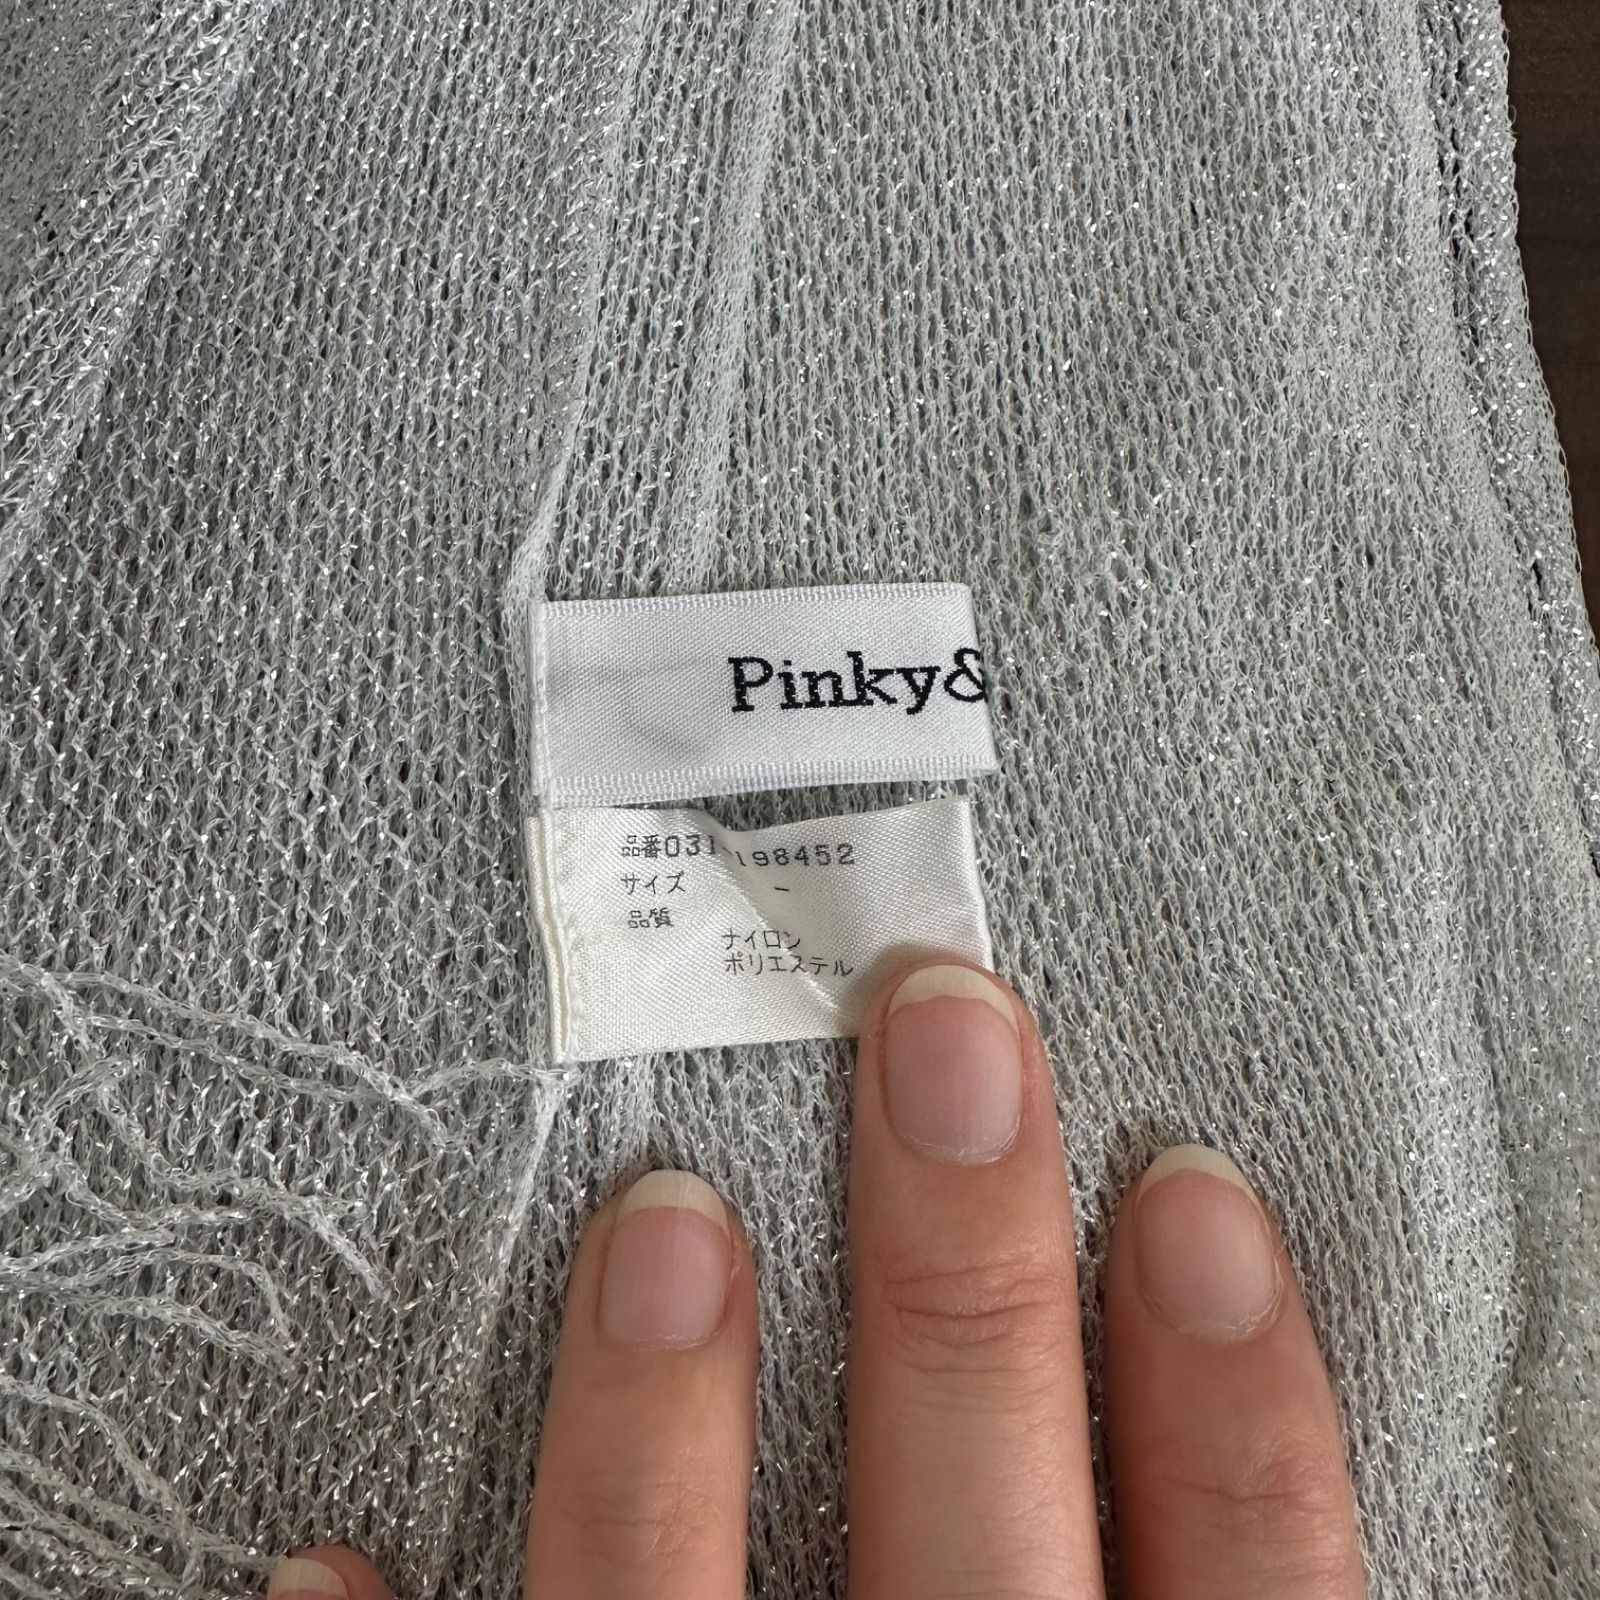 Pinky&
品番031-198452
サイズ -
品質
ナイロン
ポリエステル